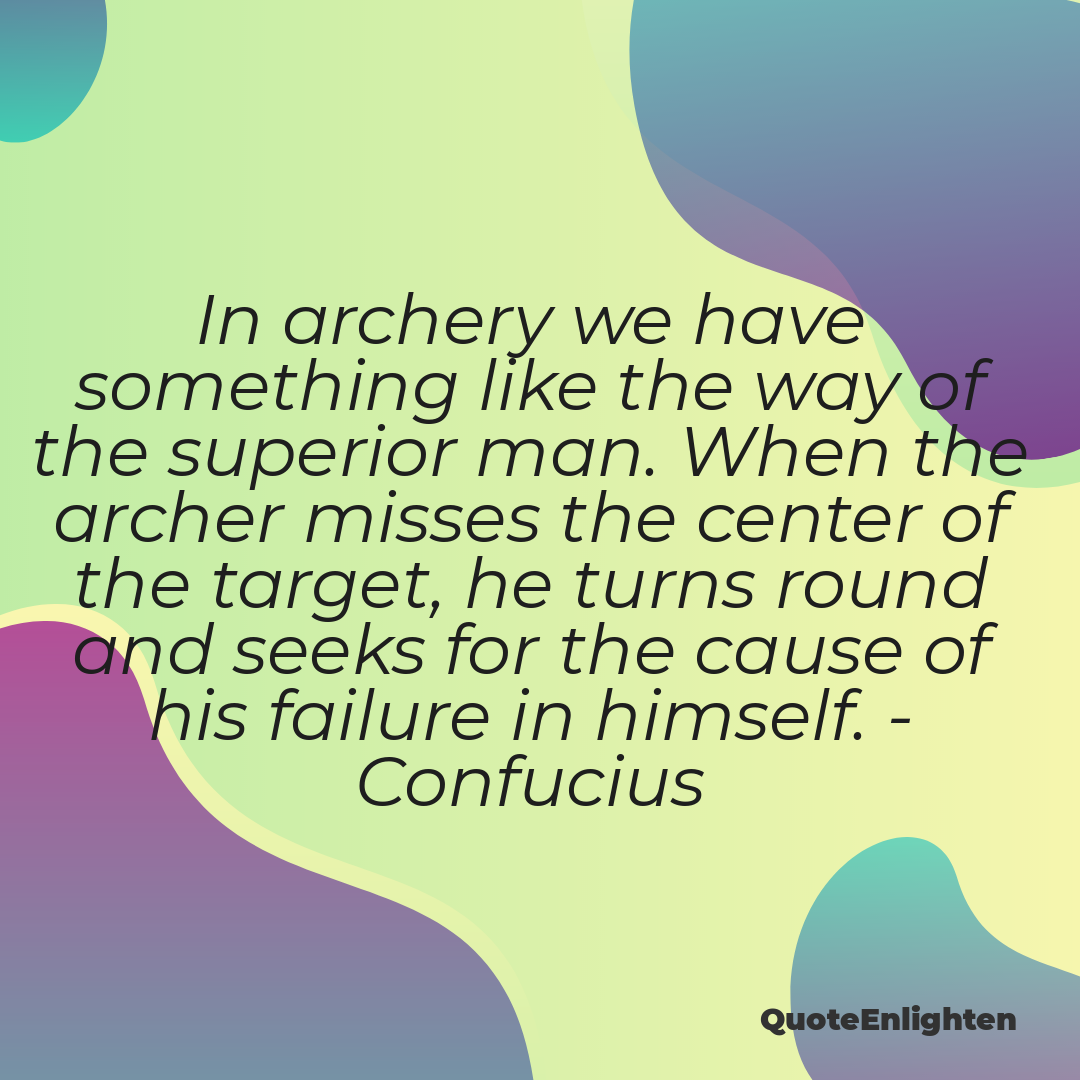 In archery we have
something like the way of
the superior man. When the
archer misses the center of
the target, he turns round
and seeks for the cause of
his failure in himself. -
Confucius
QuoteEnlighten